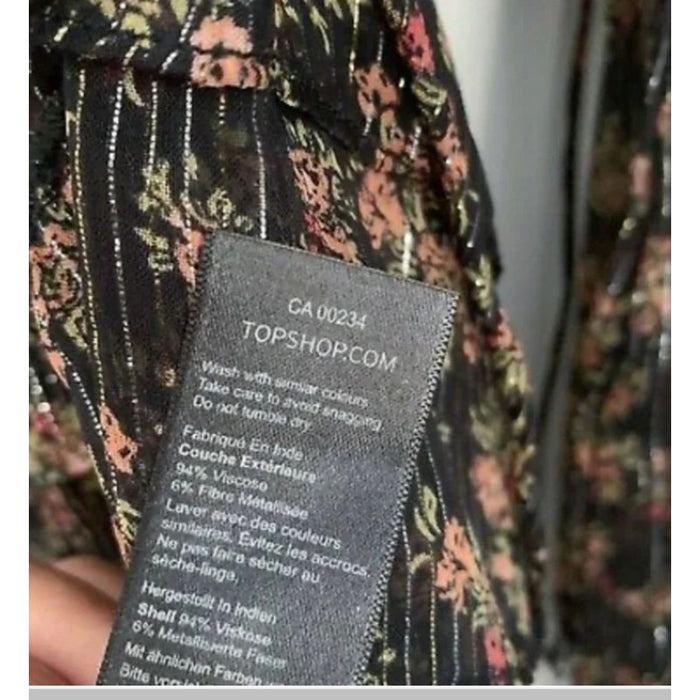 CA 00234
TOPSHOP.COM
Wash with similar colours
Take care to avoid snagging.
Do not tumble dry.
Fabriqué En Inde
Couche Extérieure
94% Viscose
6% Fibre Métallisée
Laver avec des couleurs
similaires. Evitez les accrocs.
Ne pas faire sécher au
sèche-linge.
Hergestellt In Indien
Shell 94% Viskose
6% Metallisierte Faser
Mit ähnlichen Farben
Bitte